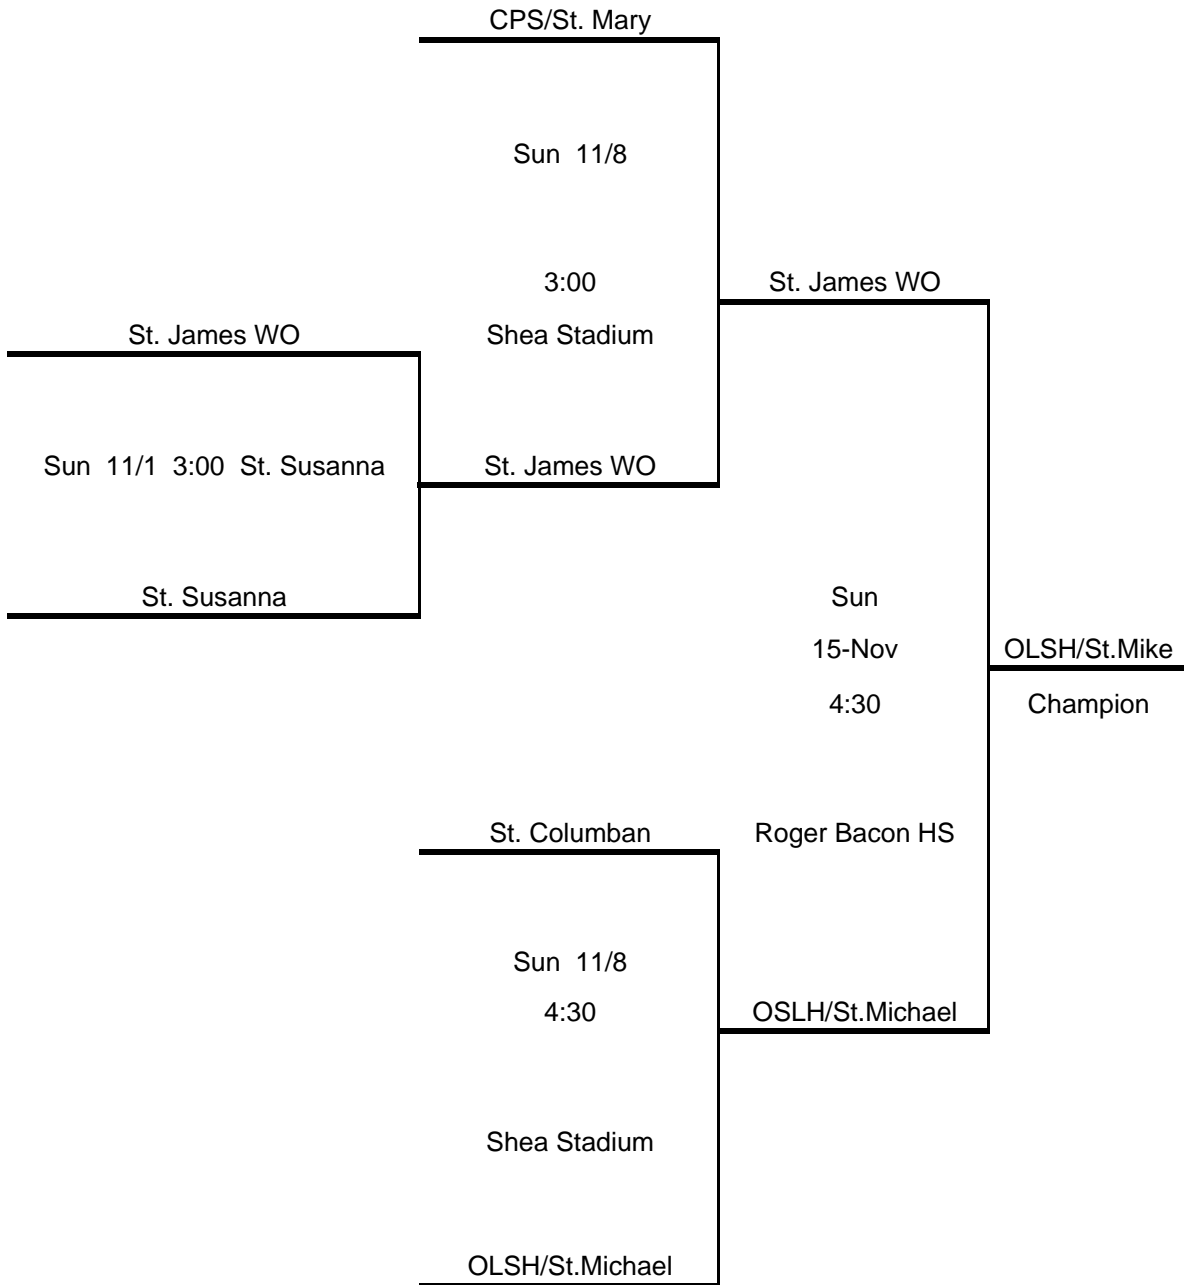 CPS/St. Mary
Sun 11/8
3:00
St. James WO
St. James WO
Shea Stadium
Sun 11/1 3:00 St. Susanna
St. James WO
St. Susanna
Sun
15-Nov
OLSH/St.Mike
4:30
Champion
St. Columban
Roger Bacon HS
Sun 11/8
4:30
OSLH/St.Michael
Shea Stadium
OLSH/St.Michael